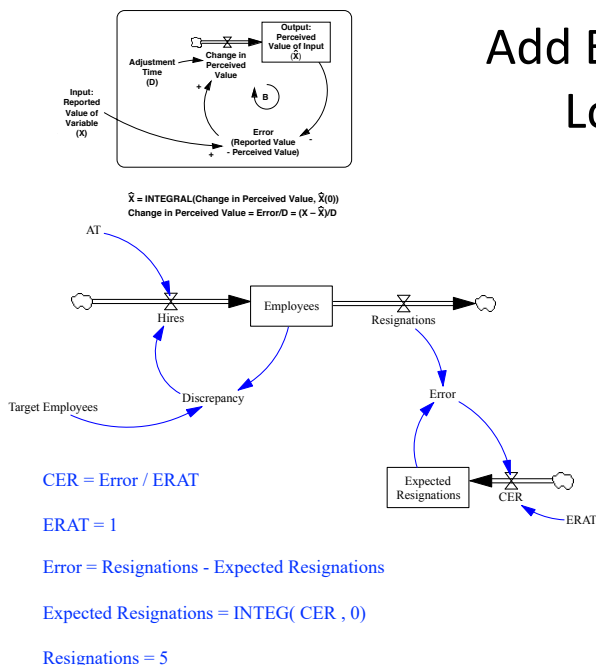 Add E
Lo
Output:
Perceived
Value of Input
(X̂)
Adjustment
Time
(D)
Change in
Perceived
Value
+
B
Input:
Reported
Value of
Variable
(X)
Error
(Reported Value
- Perceived Value)
-
+
X̂ = INTEGRAL(Change in Perceived Value, X̂(0))
Change in Perceived Value = Error/D = (X – X̂)/D
AT
Hires
Employees
Resignations
Target Employees
Discrepancy
Error
Expected
Resignations
CER
ERAT
CER = Error / ERAT
ERAT = 1
Error = Resignations - Expected Resignations
Expected Resignations = INTEG( CER , 0)
Resignations = 5